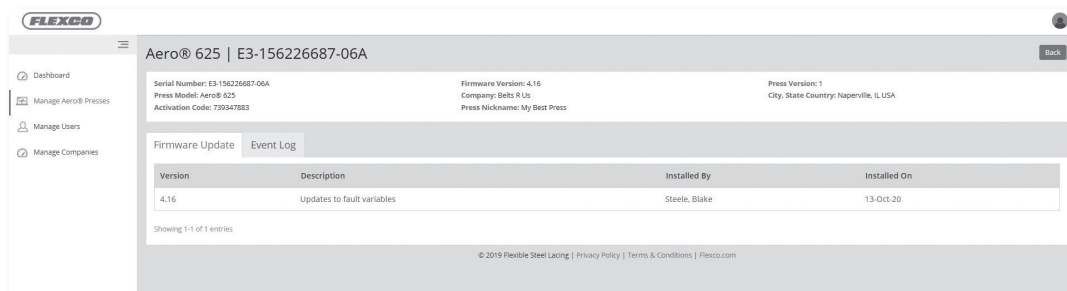 FLEXCO
Aero® 625 | E3-156226687-06A
Back
Dashboard
Manage Aero® Presses
Manage Users
Manage Companies
Serial Number: E3-156226687-06A Firmware Version: 4.16 Press Version: 1
Press Model: Aero® 625 Company: Belts R Us City, State Country: Naperville, IL USA
Activation Code: 739347883 Press Nickname: My Best Press
Firmware Update Event Log
Version Description Installed By Installed On
4.16 Updates to fault variables Steele, Blake 13-Oct-20
Showing 1-1 of 1 entries
© 2019 Flexible Steel Lacing | Privacy Policy | Terms & Conditions | Flexco.com